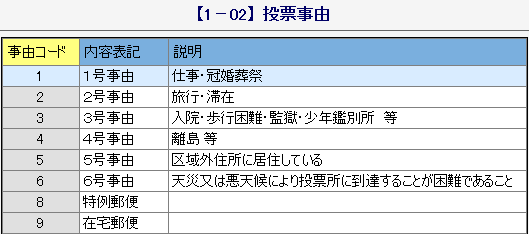 【1-02】投票事由
事由コード 内容表記 説明
1 1号事由 仕事・冠婚葬祭
2 2号事由 旅行・滞在
3 3号事由 入院・歩行困難・監獄・少年鑑別所　等
4 4号事由 離島 等
5 5号事由 区域外住所に居住している
6 6号事由 天災又は悪天候により投票所に到達することが困難であること
8 特例郵便
9 在宅郵便